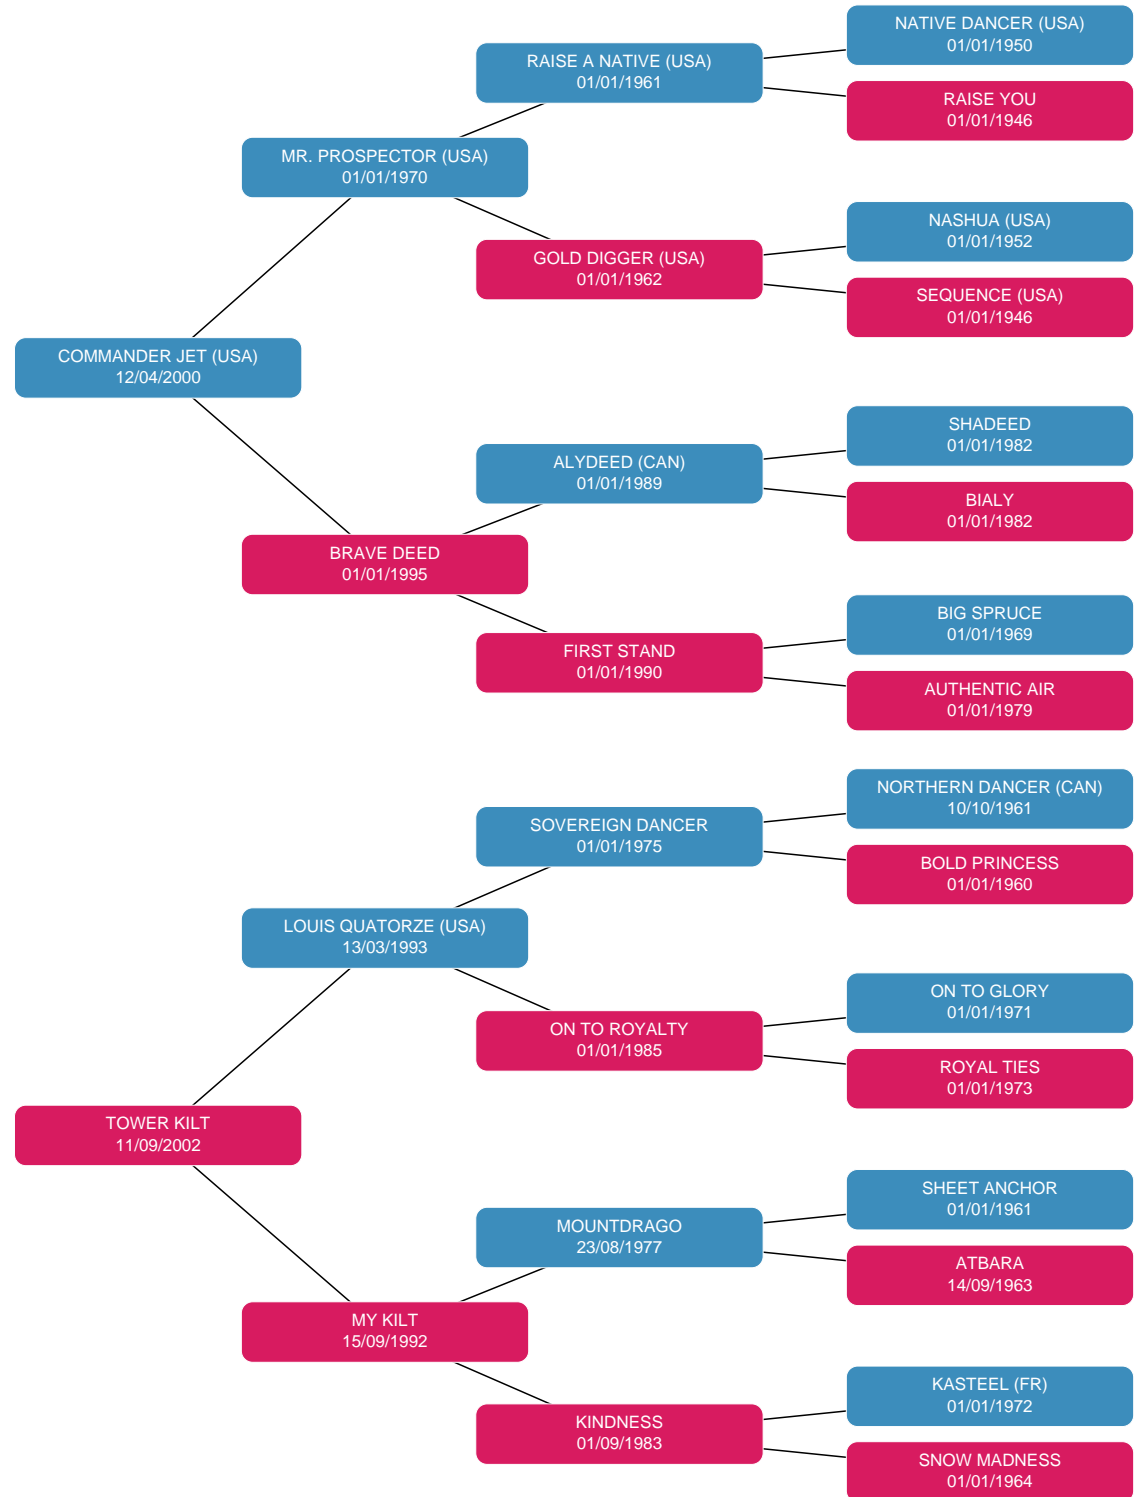 NATIVE DANCER (USA)
01/01/1950
RAISE A NATIVE (USA)
01/01/1961
RAISE YOU
01/01/1946
MR. PROSPECTOR (USA)
01/01/1970
NASHUA (USA)
01/01/1952
GOLD DIGGER (USA)
01/01/1962
SEQUENCE (USA)
01/01/1946
COMMANDER JET (USA)
12/04/2000
SHADEED
01/01/1982
ALYDEED (CAN)
01/01/1989
BIALY
01/01/1982
BRAVE DEED
01/01/1995
BIG SPRUCE
01/01/1969
FIRST STAND
01/01/1990
AUTHENTIC AIR
01/01/1979
NORTHERN DANCER (CAN)
10/10/1961
SOVEREIGN DANCER
01/01/1975
BOLD PRINCESS
01/01/1960
LOUIS QUATORZE (USA)
13/03/1993
ON TO GLORY
01/01/1971
ON TO ROYALTY
01/01/1985
ROYAL TIES
01/01/1973
TOWER KILT
11/09/2002
SHEET ANCHOR
01/01/1961
MOUNTDRAGO
23/08/1977
ATBARA
14/09/1963
MY KILT
15/09/1992
KASTEEL (FR)
01/01/1972
KINDNESS
01/09/1983
SNOW MADNESS
01/01/1964